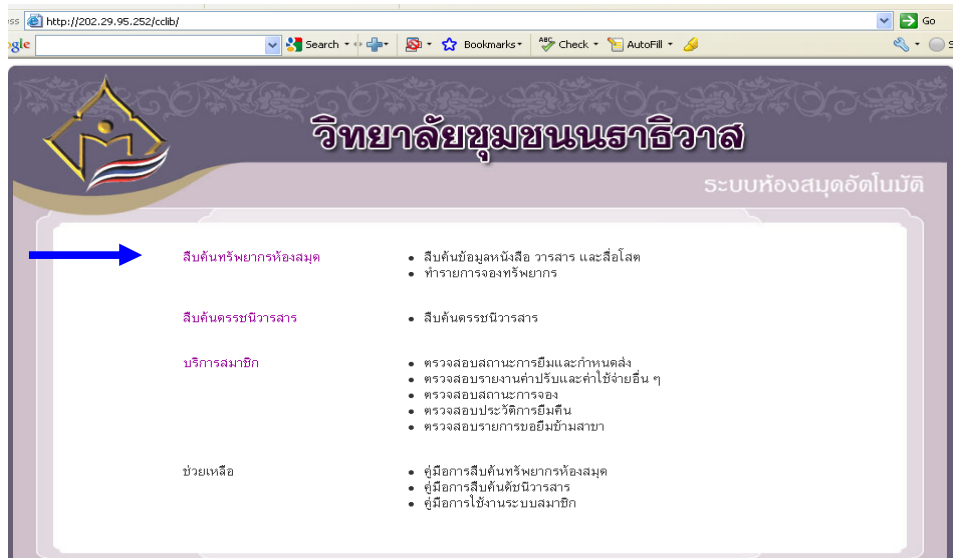 ess http://202.29.95.252/cclib/ Go
gle Search Bookmarks ABC Check AutoFill
วิทยาลัยชุมชนนราธิวาส
ระบบห้องสมุดอัตโนมัติ
สืบค้นทรัพยากรห้องสมุด • สืบค้นข้อมูลหนังสือ วารสาร และสื่อโสต
• ทำรายการจองทรัพยากร
สืบค้นดรรชนีวารสาร • สืบค้นดรรชนีวารสาร
บริการสมาชิก • ตรวจสอบสถานะการยืมและกำหนดส่ง
• ตรวจสอบรายงานค่าปรับและค่าใช้จ่ายอื่น ๆ
• ตรวจสอบสถานะการจอง
• ตรวจสอบประวัติการยืมคืน
• ตรวจสอบรายการขอยืมข้ามสาขา
ช่วยเหลือ • คู่มือการสืบค้นทรัพยากรห้องสมุด
• คู่มือการสืบค้นดัชนีวารสาร
• คู่มือการใช้งานระบบสมาชิก